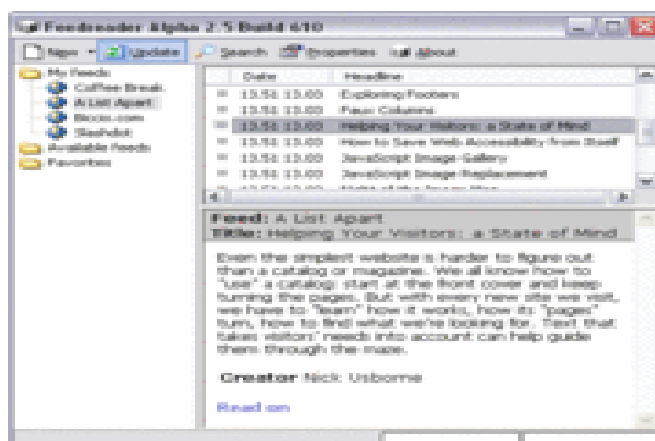 Feedreader Alpha 2.5 Build 610
New Update Search Properties About
My Feeds
Coffee Break
A List Apart
Slashdot
Available Feeds
Favorites
Date Headline
13.51 13.03 Exploring Footers
13.51 13.03 Faux Columns
13.51 13.03 Helping Your Visitors: a State of Mind
13.51 13.03 How to Save Web Accessibility from Itself
13.51 13.03 JavaScript Image Gallery
13.51 13.03 JavaScript Image Replacement
Feed: A List Apart
Title: Helping Your Visitors: a State of Mind
Even the simplest website is harder to figure out
than a catalog or magazine. We all know how to
"use" a catalog: start at the front cover and keep
turning the pages. But with every new site we visit,
we have to "learn" how it works, how its "pages"
turn, how to find what we're looking for. Text that
takes visitors' needs into account can help guide
them through the maze.
Creator Nick Usborne
Read on